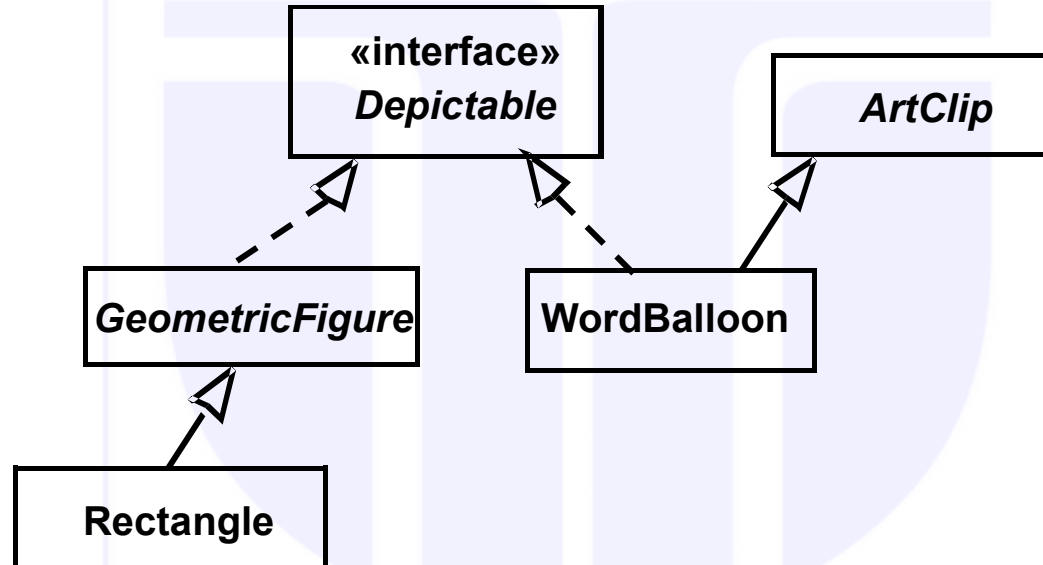 «interface»
Depictable
ArtClip
GeometricFigure
WordBalloon
Rectangle